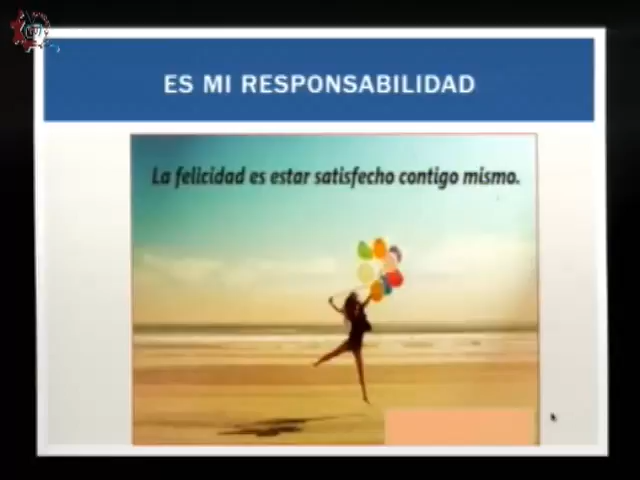 ES MI RESPONSABILIDAD
La felicidad es estar satisfecho contigo mismo.